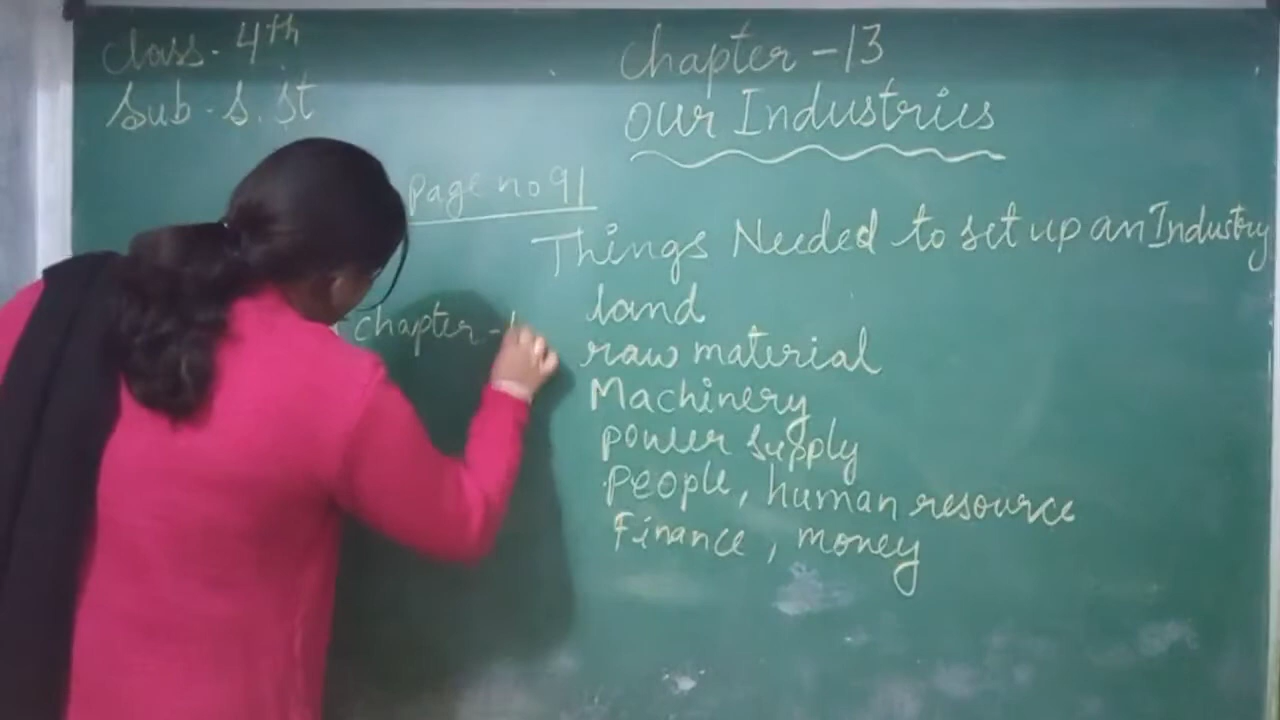 Class - 4th
Sub - S.St
Chapter - 13
Our Industries
Page no 91
Things Needed to set up an Industry
land
raw material
Machinery
power supply
People, human resource
Finance, money
chapter -